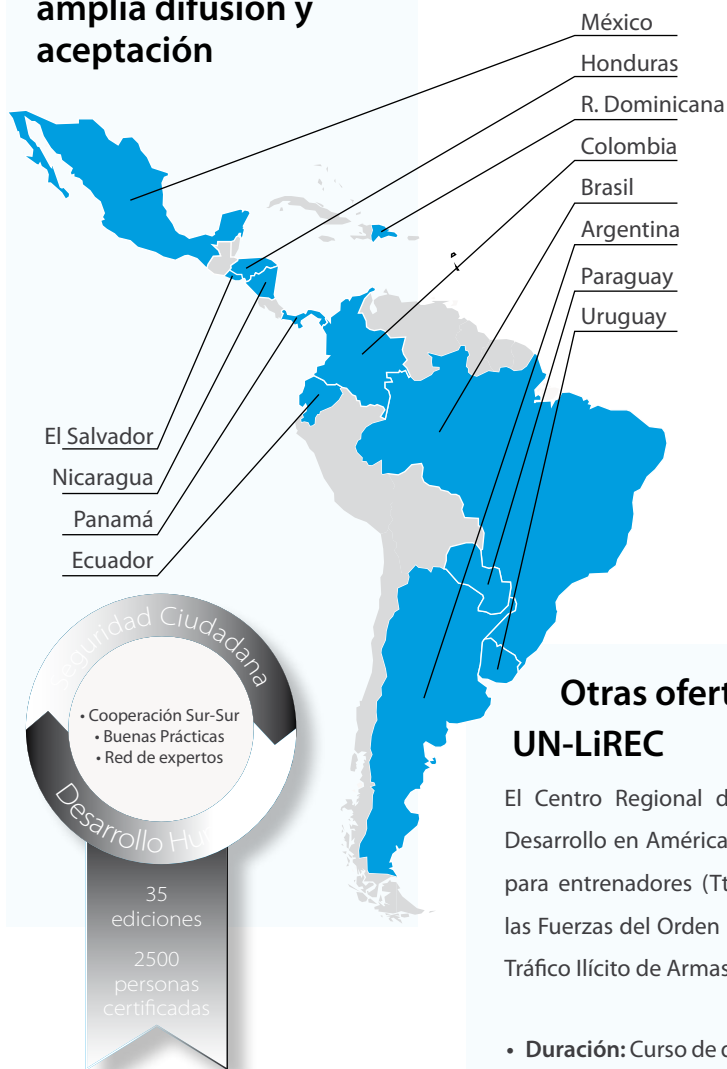 amplia difusión y
aceptación
México
Honduras
R. Dominicana
Colombia
Brasil
Argentina
Paraguay
Uruguay
El Salvador
Nicaragua
Panamá
Ecuador
Seguridad Ciudadana
• Cooperación Sur-Sur
• Buenas Prácticas
• Red de expertos
Desarrollo
35
ediciones
2500
personas
certificadas
Otras
UN-LiREC
El Centro Regional
Desarrollo en América
para entrenadores
las Fuerzas del Orden
Tráfico Ilícito de Armas
• Duración: Curso de